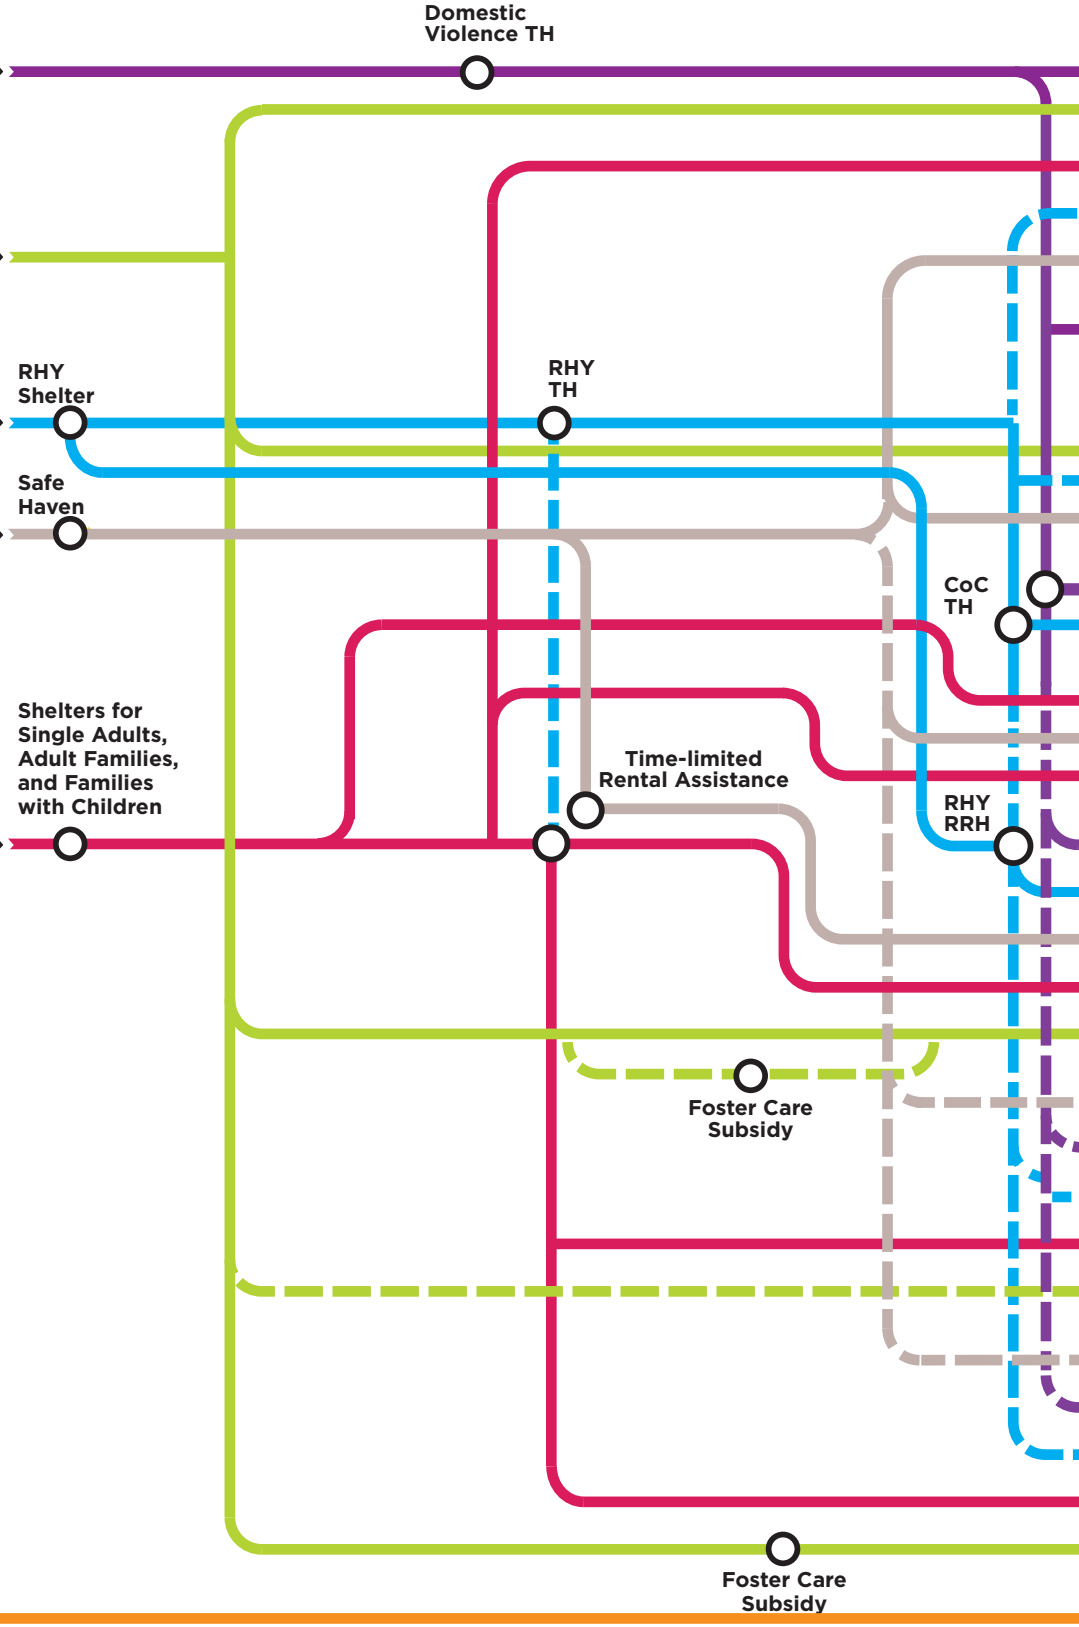 Domestic
Violence TH
RHY
Shelter
RHY
TH
Safe
Haven
CoC
TH
Shelters for
Single Adults,
Adult Families,
and Families
with Children
Time-limited
Rental Assistance
RHY
RRH
Foster Care
Subsidy
Foster Care
Subsidy